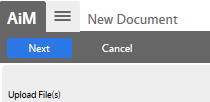 AiM New Document
Next Cancel
Upload File(s)